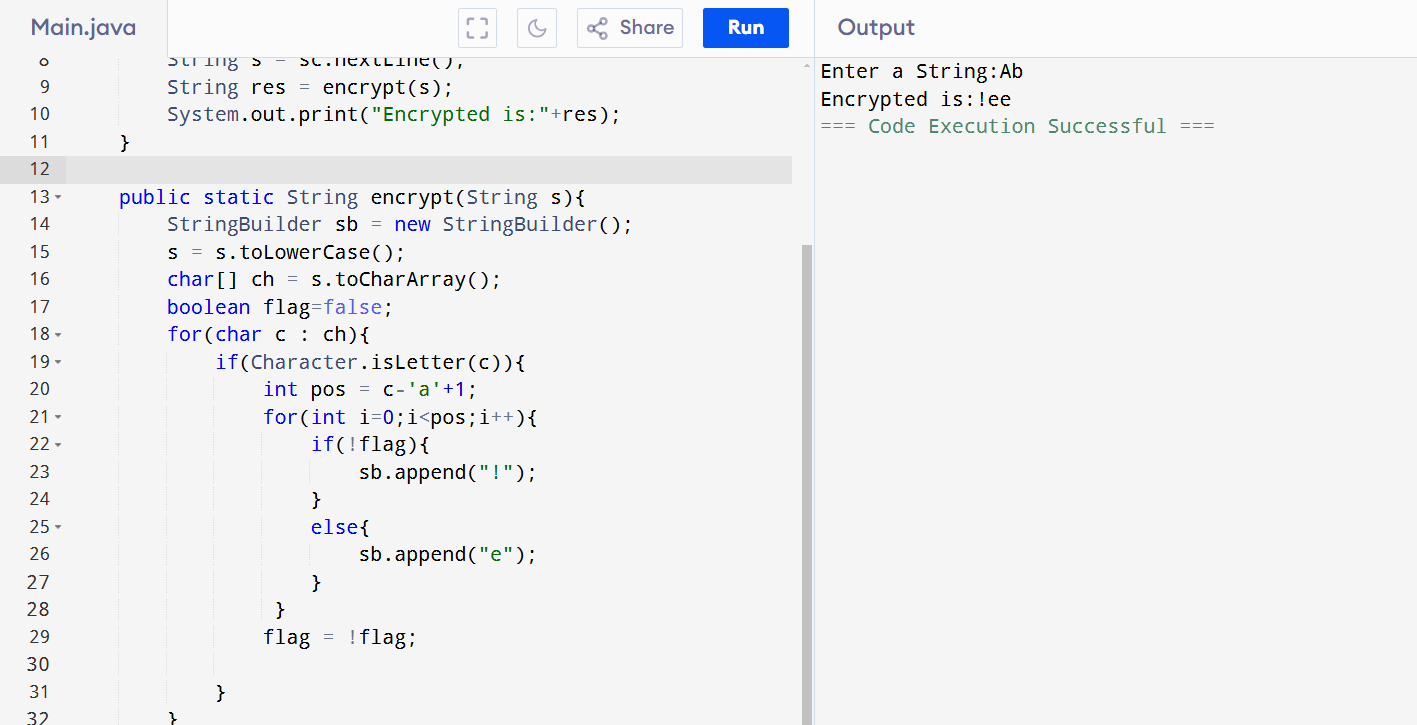 Main.java
Share
Run
Output
8 String s = sc.nextLine();
9 String res = encrypt(s);
10 System.out.print("Encrypted is:"+res);
11 }
12
13 public static String encrypt(String s){
14 StringBuilder sb = new StringBuilder();
15 s = s.toLowerCase();
16 char[] ch = s.toCharArray();
17 boolean flag=false;
18 for(char c : ch){
19 if(Character.isLetter(c)){
20 int pos = c-'a'+1;
21 for(int i=0;i<pos;i++){
22 if(!flag){
23 sb.append("!");
24 }
25 else{
26 sb.append("e");
27 }
28 }
29 flag = !flag;
30
31 }
32 }
Enter a String:Ab
Encrypted is:!ee
=== Code Execution Successful ===